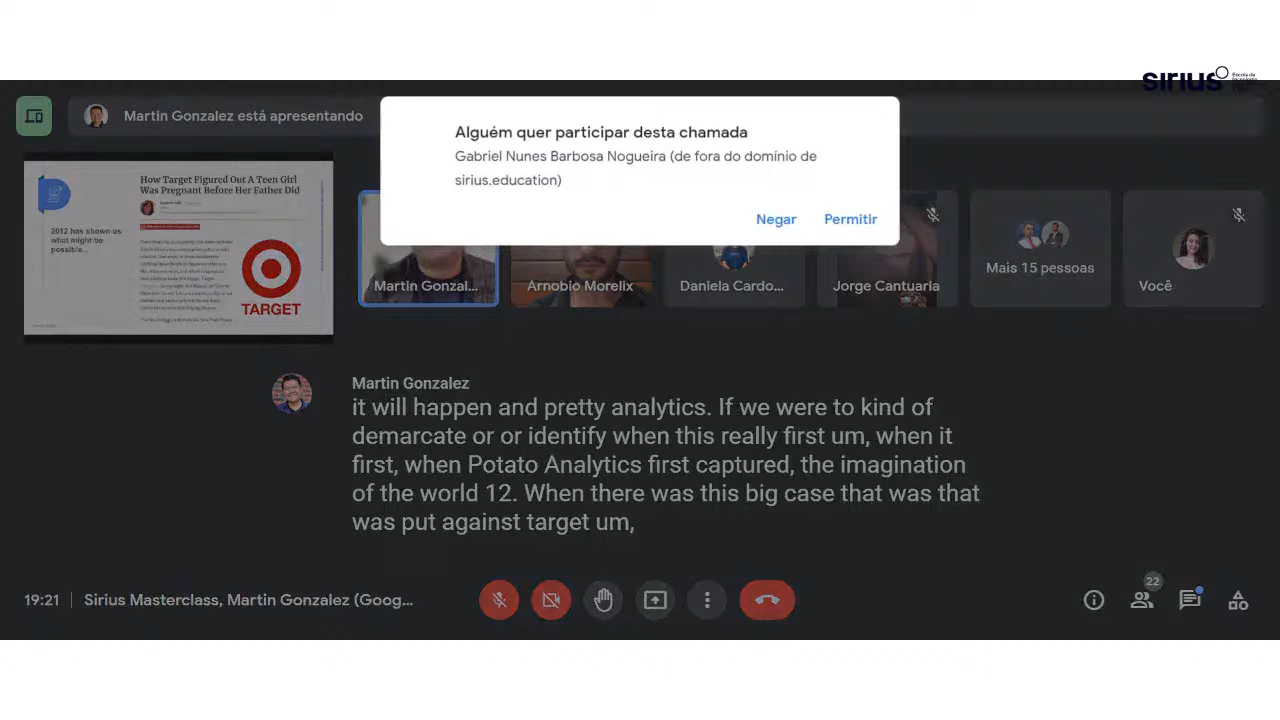 sirius
Escola de
tecnologia
Martin Gonzalez está apresentando
Alguém quer participar desta chamada
Gabriel Nunes Barbosa Nogueira (de fora do domínio de
sirius.education)
Negar
Permitir
How Target Figured Out A Teen Girl
Was Pregnant Before Her Father Did
2012 has shown us
what might be
possible...
TARGET
Martin Gonzal...
Arnobio Morelix
Daniela Cardo...
Jorge Cantuaria
Mais 15 pessoas
Você
Martin Gonzalez
it will happen and pretty analytics. If we were to kind of
demarcate or or identify when this really first um, when it
first, when Potato Analytics first captured, the imagination
of the world 12. When there was this big case that was that
was put against target um,
19:21
Sirius Masterclass, Martin Gonzalez (Goog...
22